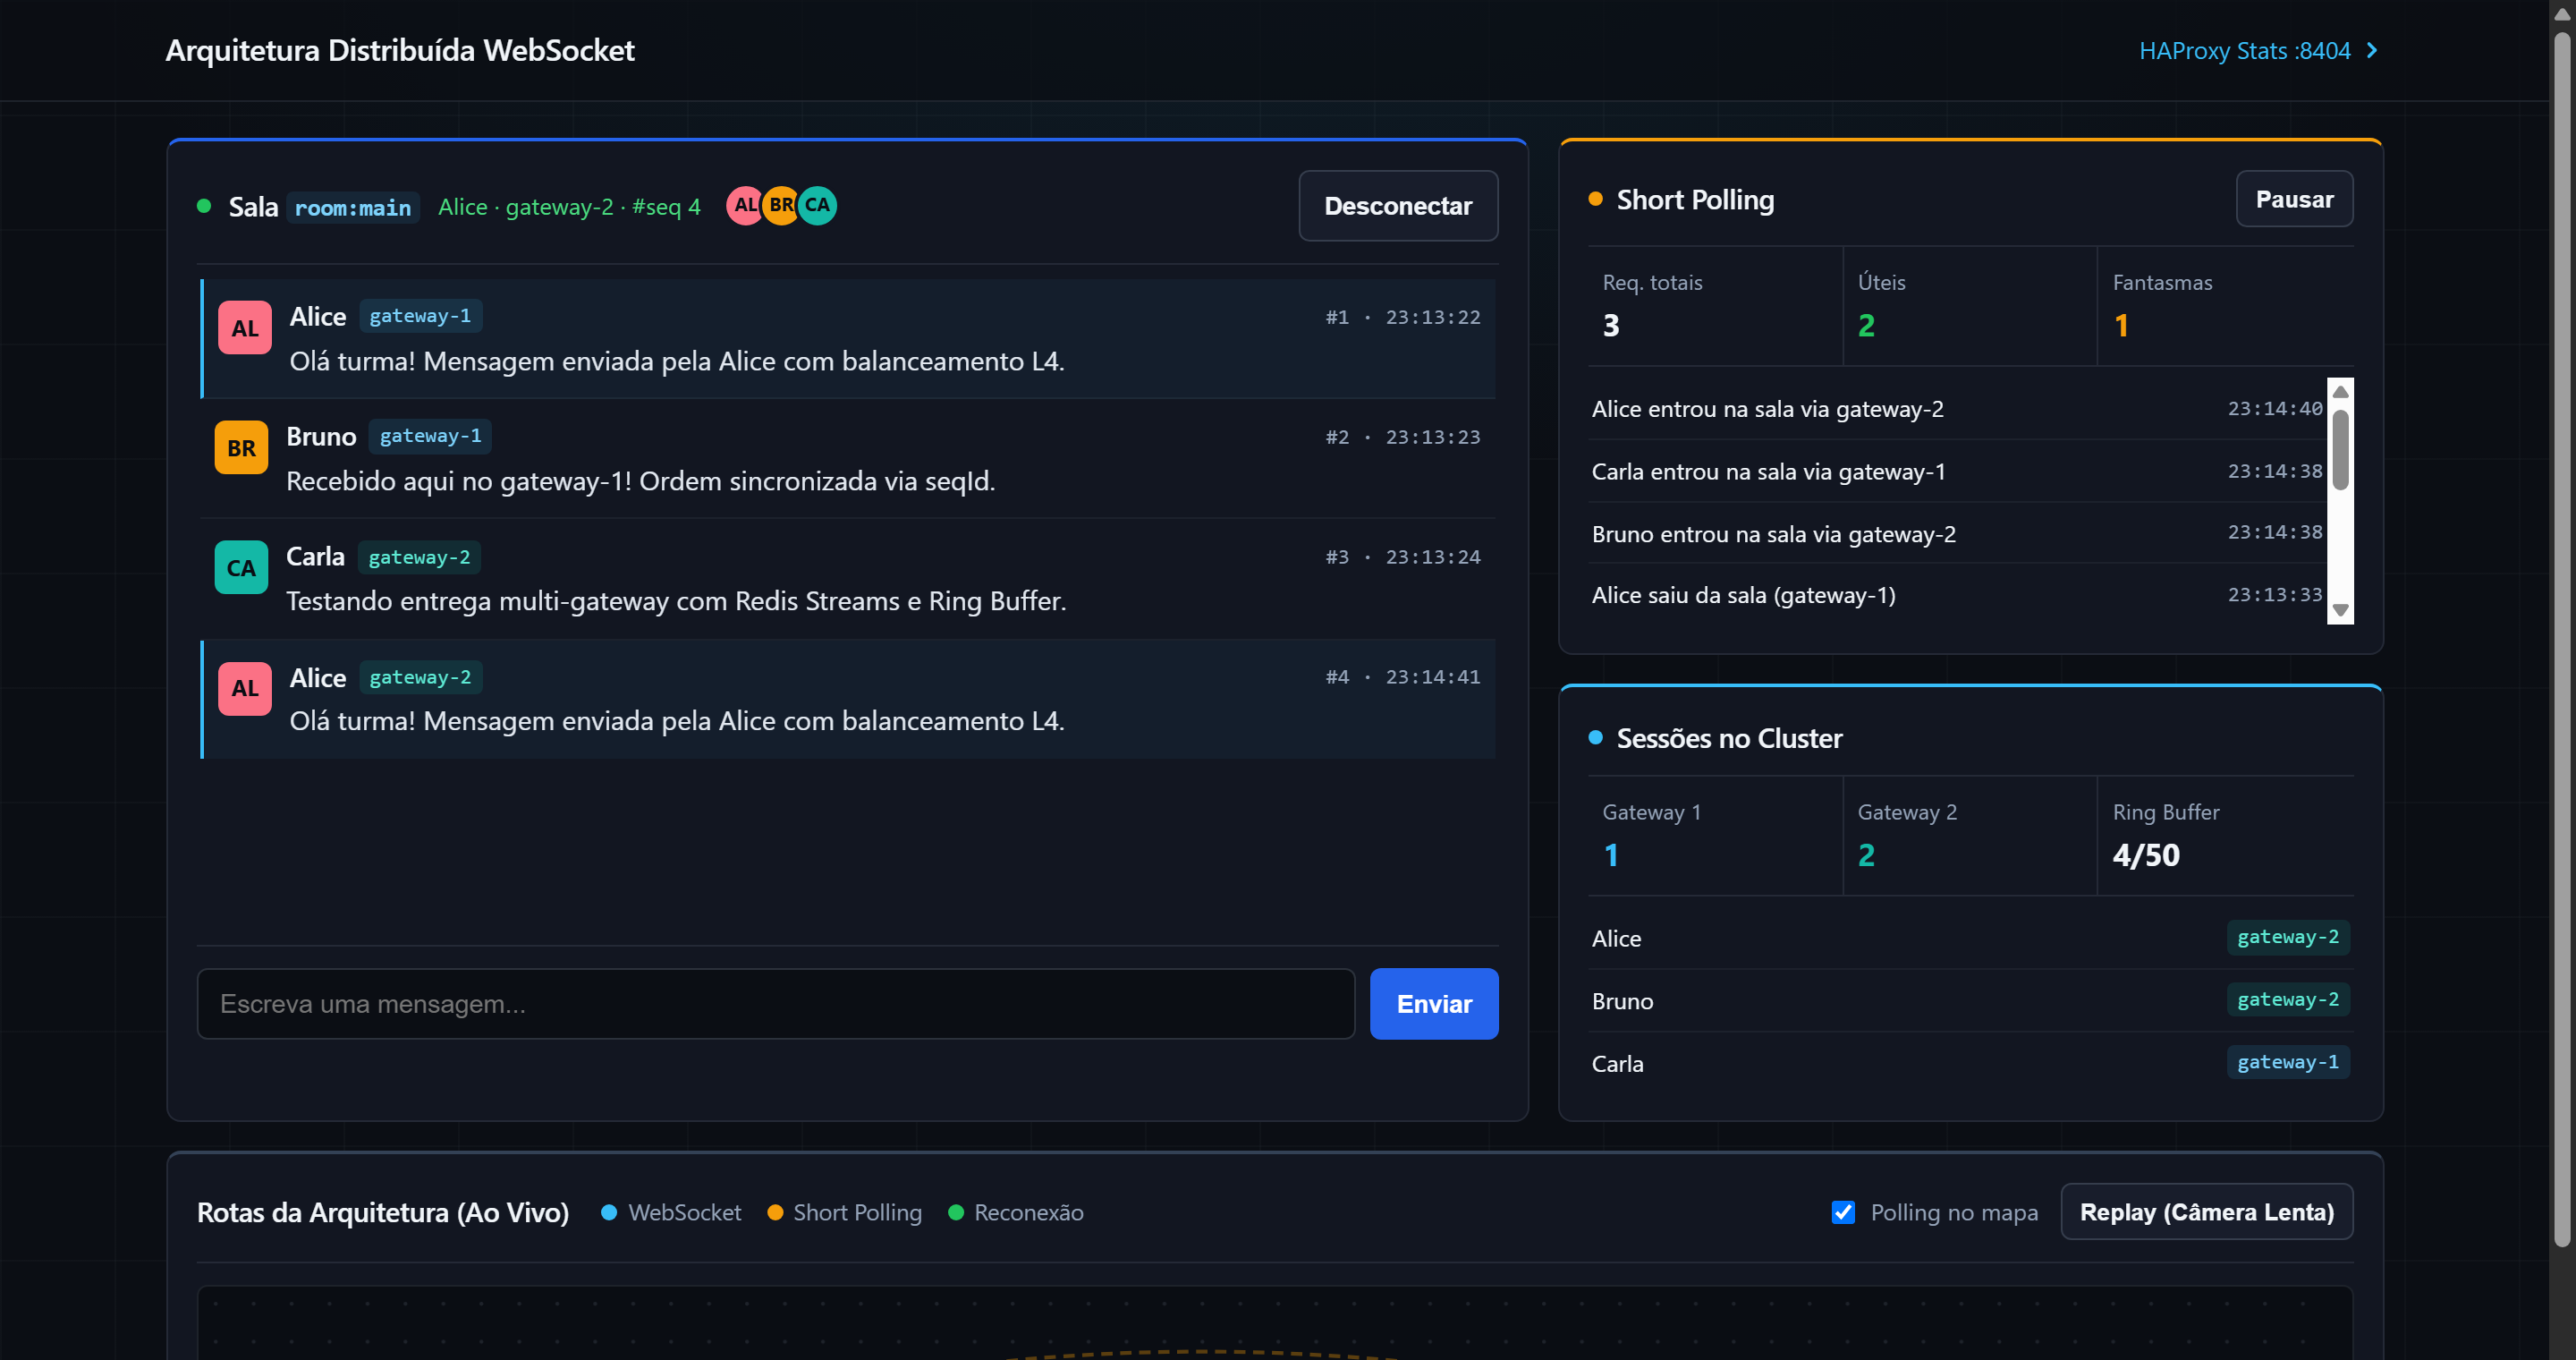 Arquitetura Distribuída WebSocket
HAProxy Stats :8404
Sala room:main Alice · gateway-2 · #seq 4 AL BR CA
Desconectar
AL Alice gateway-1 #1 · 23:13:22
Olá turma! Mensagem enviada pela Alice com balanceamento L4.
BR Bruno gateway-1 #2 · 23:13:23
Recebido aqui no gateway-1! Ordem sincronizada via seqId.
CA Carla gateway-2 #3 · 23:13:24
Testando entrega multi-gateway com Redis Streams e Ring Buffer.
AL Alice gateway-2 #4 · 23:14:41
Olá turma! Mensagem enviada pela Alice com balanceamento L4.
Escreva uma mensagem...
Enviar
Short Polling
Pausar
Req. totais Úteis Fantasmas
3 2 1
Alice entrou na sala via gateway-2 23:14:40
Carla entrou na sala via gateway-1 23:14:38
Bruno entrou na sala via gateway-2 23:14:38
Alice saiu da sala (gateway-1) 23:13:33
Sessões no Cluster
Gateway 1 Gateway 2 Ring Buffer
1 2 4/50
Alice gateway-2
Bruno gateway-2
Carla gateway-1
Rotas da Arquitetura (Ao Vivo) WebSocket Short Polling Reconexão
Polling no mapa
Replay (Câmera Lenta)